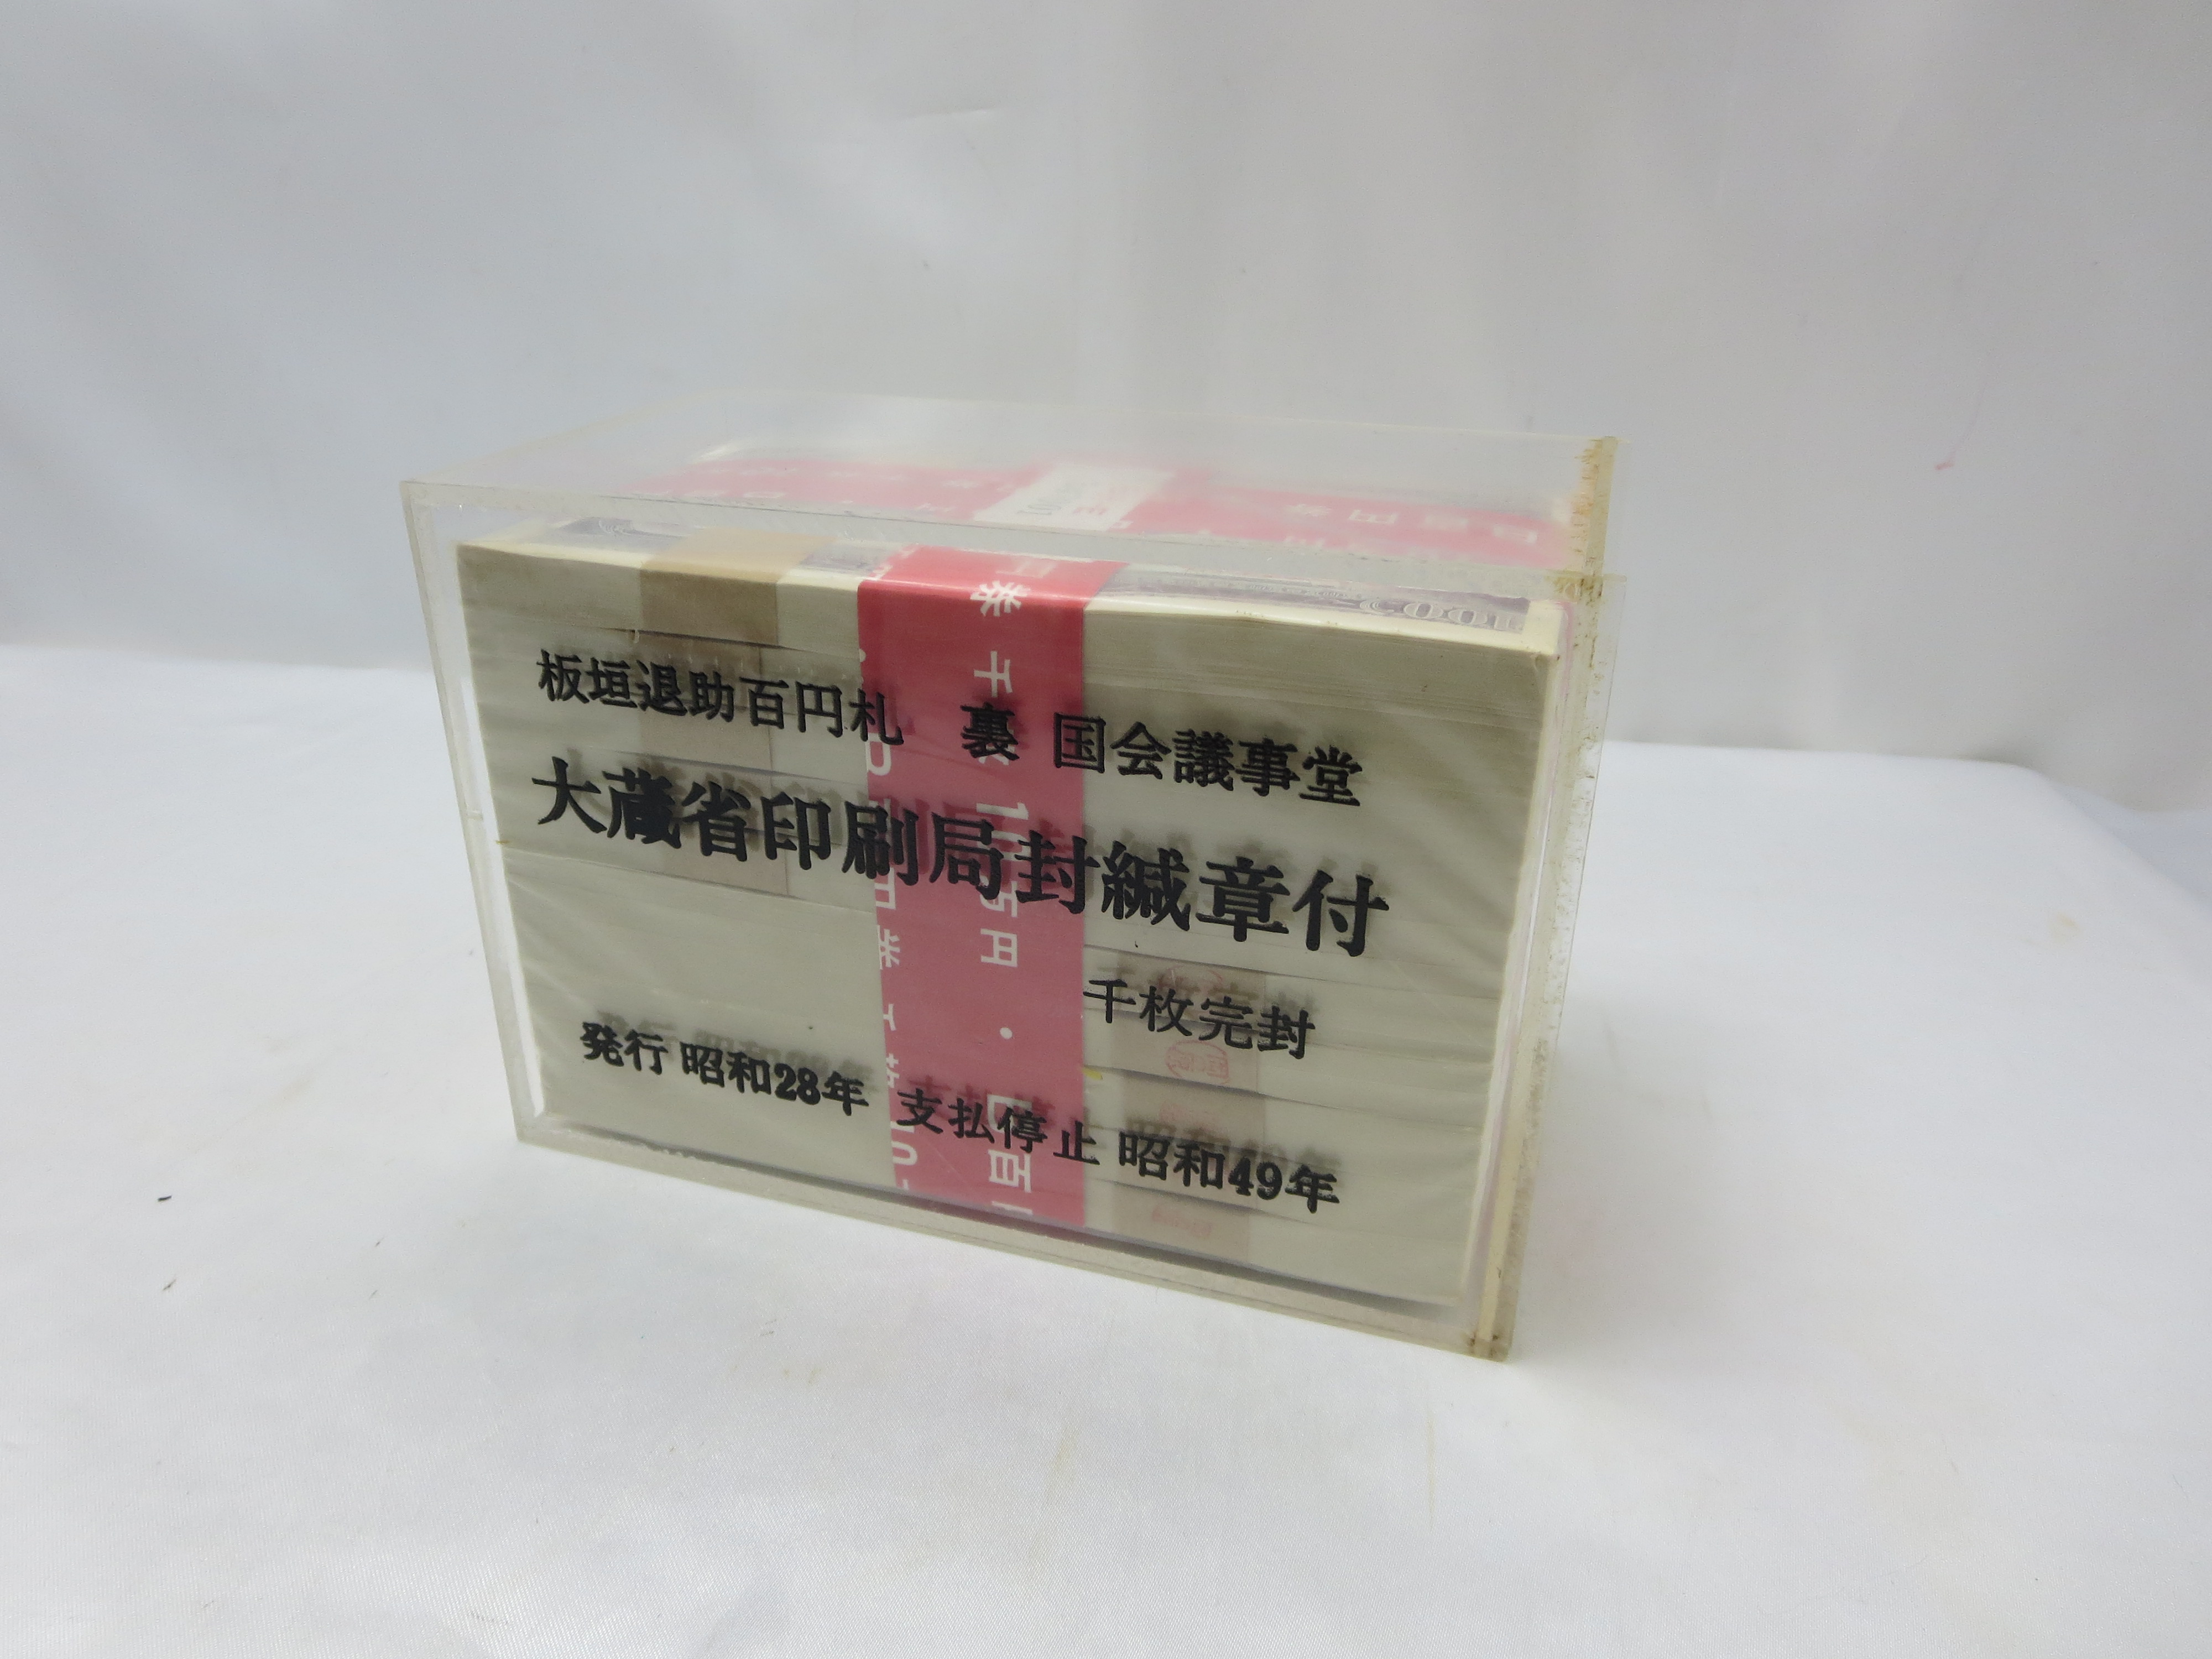 板垣退助百円札 裏 国会議事堂
大蔵省印刷局封緘章付
千枚完封
発行 昭和28年 支払停止 昭和49年